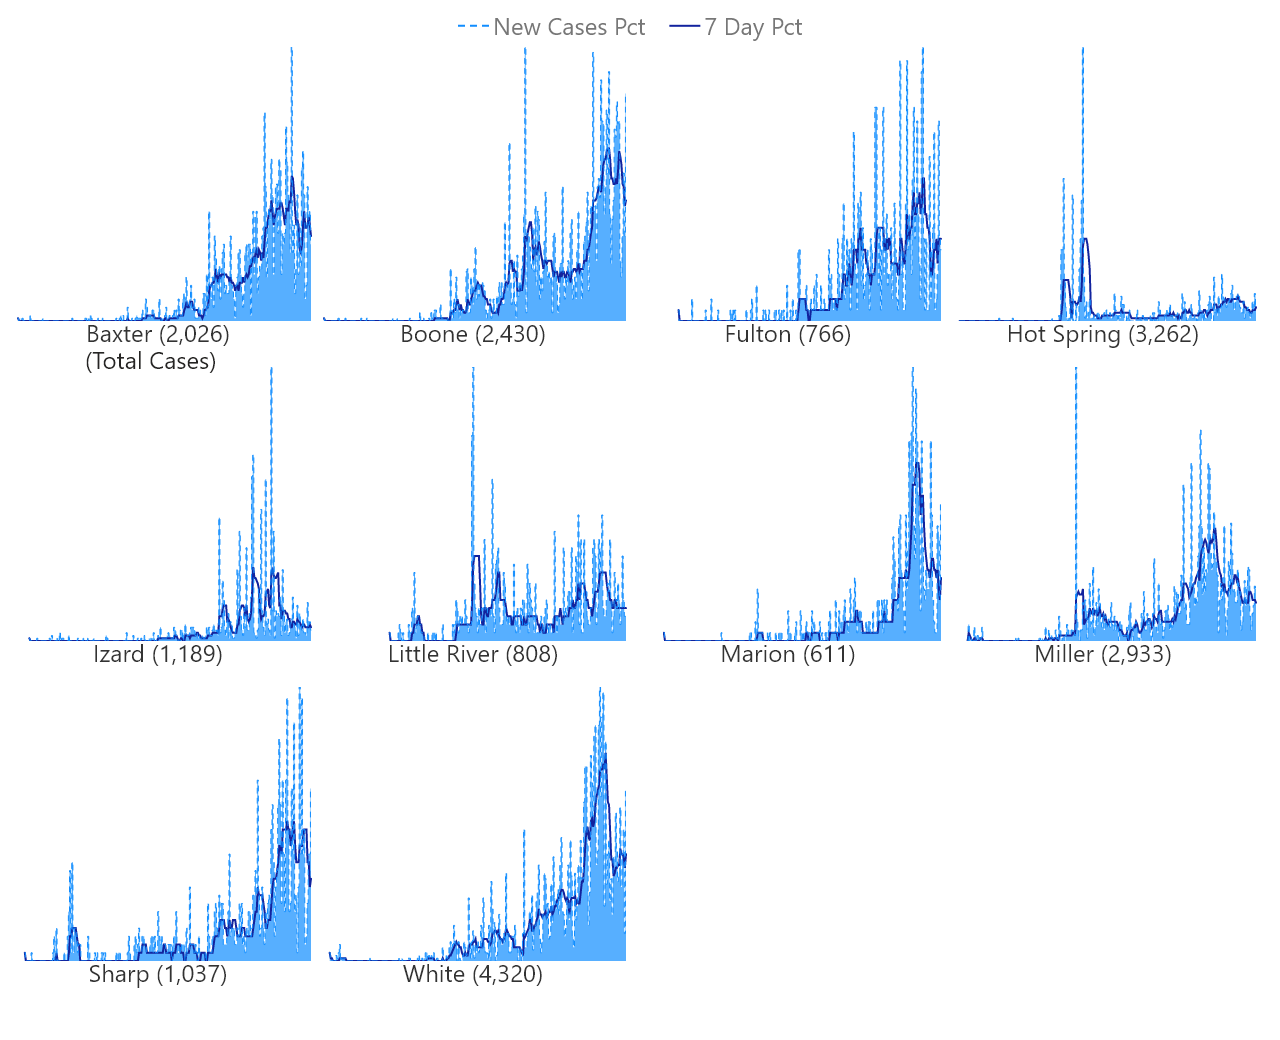 New Cases Pct 7 Day Pct
Baxter (2,026)
(Total Cases)
Boone (2,430)
Fulton (766)
Hot Spring (3,262)
Izard (1,189)
Little River (808)
Marion (611)
Miller (2,933)
Sharp (1,037)
White (4,320)